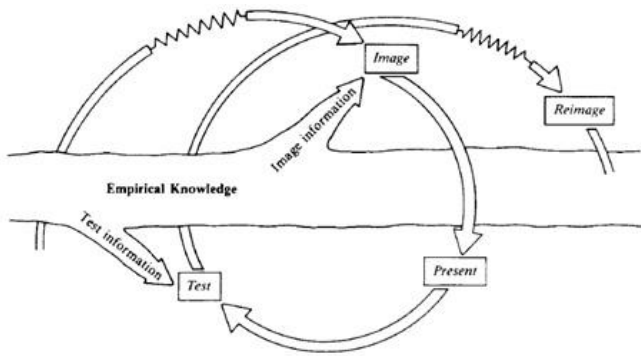 Image
Reimage
Image information
Empirical Knowledge
Test information
Present
Test